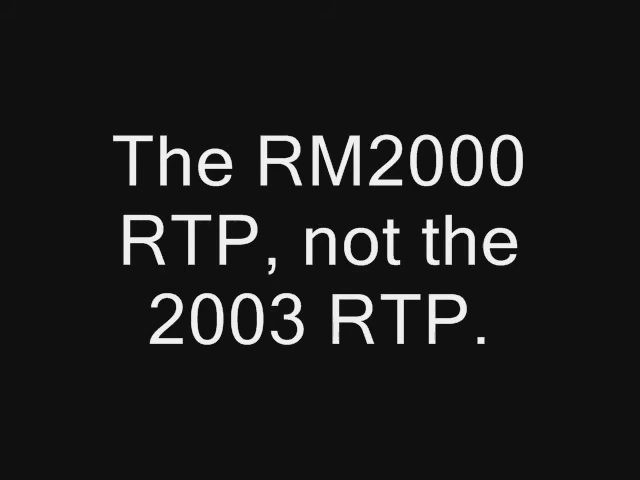 The RM2000
RTP, not the
2003 RTP.